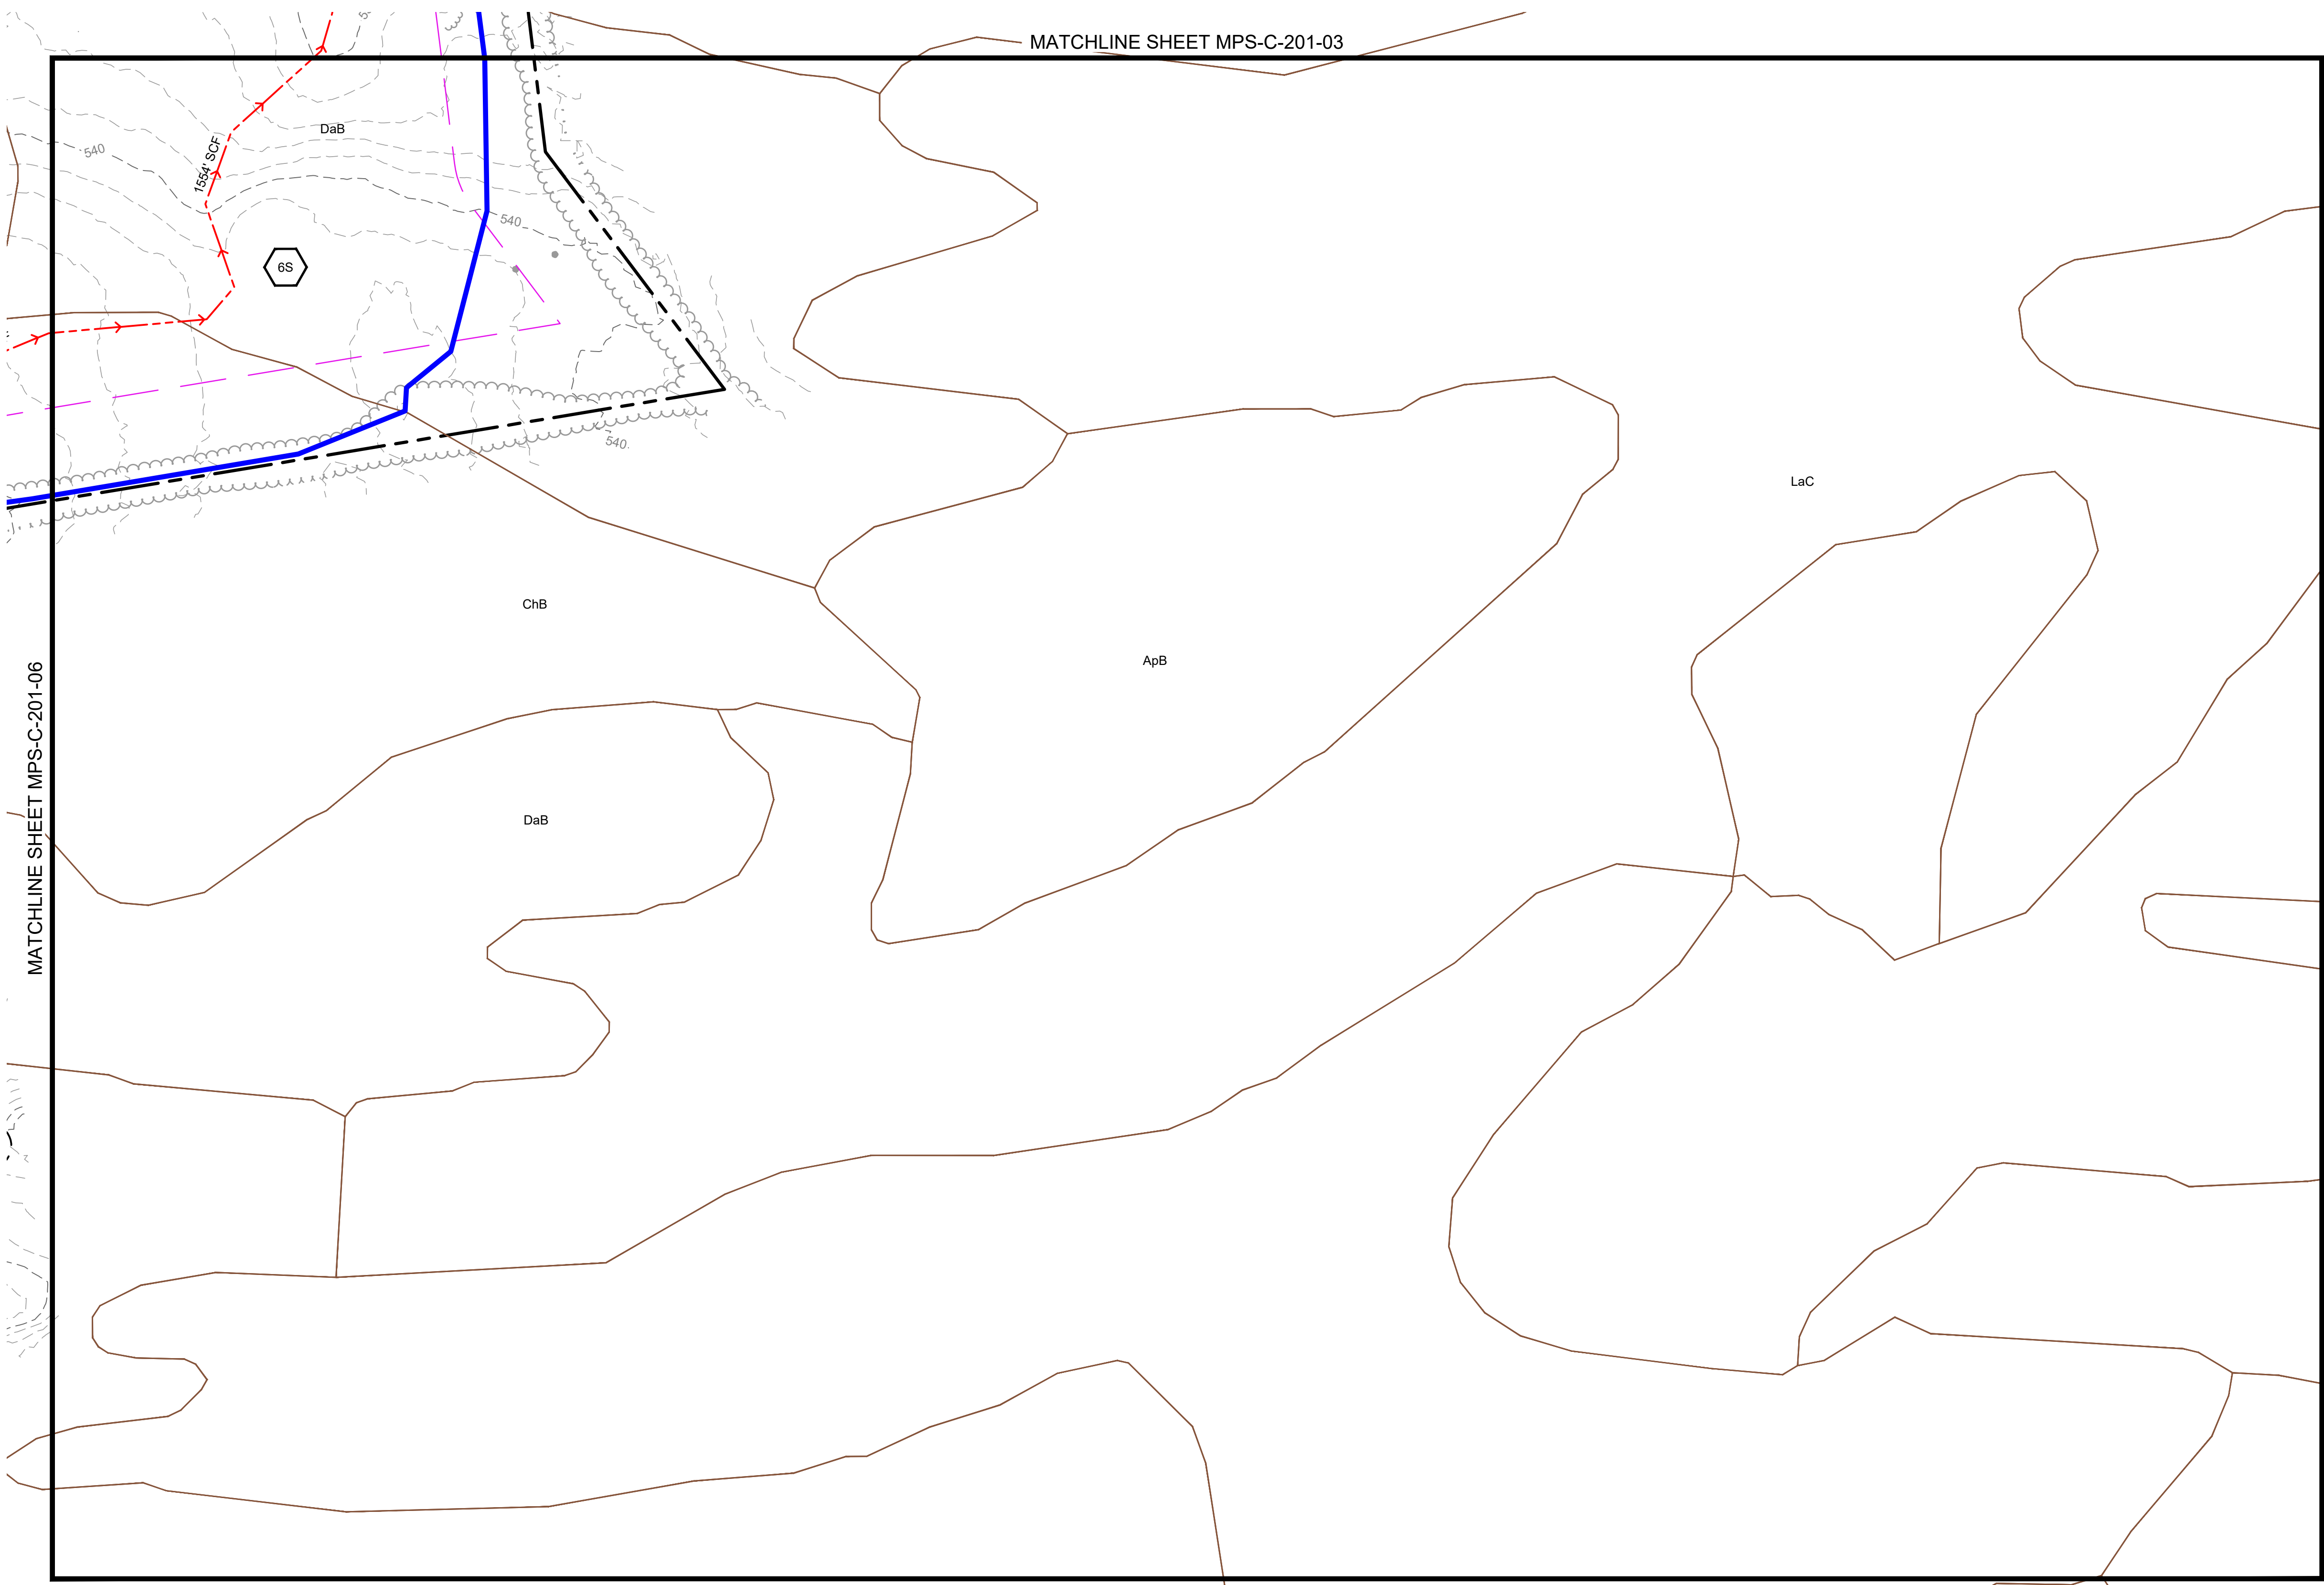 MATCHLINE SHEET MPS-C-201-03
DaB
540
1554' SCF
540
6S
540
LaC
ChB
ApB
MATCHLINE SHEET MPS-C-201-06
DaB